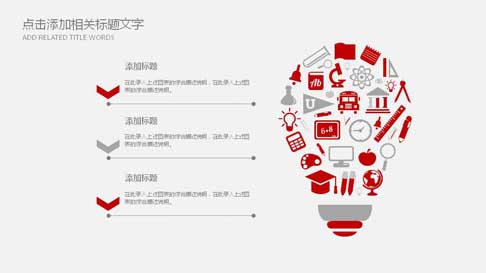 点击添加相关标题文字
ADD RELATED TITLE WORDS
添加标题
在此录入上述图表的综合描述说明，在此录入上述图
表的综合描述说明。
添加标题
在此录入上述图表的综合描述说明，在此录入上述图
表的综合描述说明。
添加标题
在此录入上述图表的综合描述说明，在此录入上述图
表的综合描述说明。
Ab
U
6×8